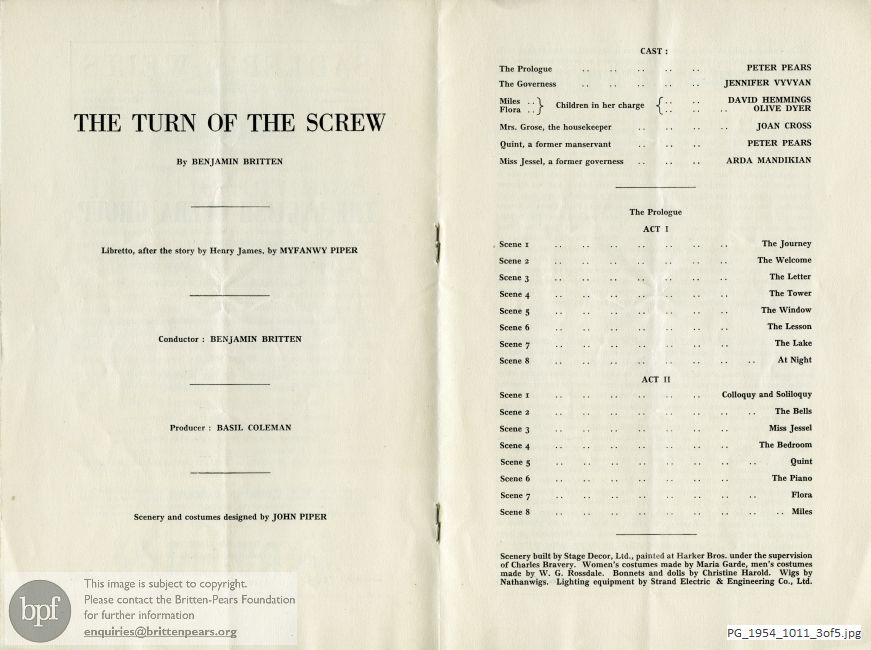 THE TURN OF THE SCREW
By BENJAMIN BRITTEN
Libretto, after the story by Henry James, by MYFANWY PIPER
Conductor : BENJAMIN BRITTEN
Producer : BASIL COLEMAN
Scenery and costumes designed by JOHN PIPER
CAST :
The Prologue .. .. .. .. .. PETER PEARS
The Governess .. .. .. .. .. JENNIFER VYVYAN
Miles .. } Children in her charge { .. .. DAVID HEMMINGS
Flora .. } .. .. .. OLIVE DYER
Mrs. Grose, the housekeeper .. .. .. JOAN CROSS
Quint, a former manservant .. .. .. PETER PEARS
Miss Jessel, a former governess .. .. .. ARDA MANDIKIAN
The Prologue
ACT I
Scene 1 .. .. .. .. .. .. .. The Journey
Scene 2 .. .. .. .. .. .. .. The Welcome
Scene 3 .. .. .. .. .. .. .. The Letter
Scene 4 .. .. .. .. .. .. .. The Tower
Scene 5 .. .. .. .. .. .. .. The Window
Scene 6 .. .. .. .. .. .. .. The Lesson
Scene 7 .. .. .. .. .. .. .. The Lake
Scene 8 .. .. .. .. .. .. .. .. At Night
ACT II
Scene 1 .. .. .. .. .. .. Colloquy and Soliloquy
Scene 2 .. .. .. .. .. .. .. .. The Bells
Scene 3 .. .. .. .. .. .. .. Miss Jessel
Scene 4 .. .. .. .. .. .. .. The Bedroom
Scene 5 .. .. .. .. .. .. .. .. Quint
Scene 6 .. .. .. .. .. .. .. The Piano
Scene 7 .. .. .. .. .. .. .. .. Flora
Scene 8 .. .. .. .. .. .. .. .. .. Miles
Scenery built by Stage Decor, Ltd., painted at Harker Bros. under the supervision
of Charles Bravery. Women's costumes made by Maria Garde, men's costumes
made by W. G. Rossdale. Bonnets and dolls by Christine Harold. Wigs by
Nathanwigs. Lighting equipment by Strand Electric & Engineering Co., Ltd.
bpf
This image is subject to copyright.
Please contact the Britten-Pears Foundation
for further information
enquiries@brittenpears.org
PG_1954_1011_3of5.jpg